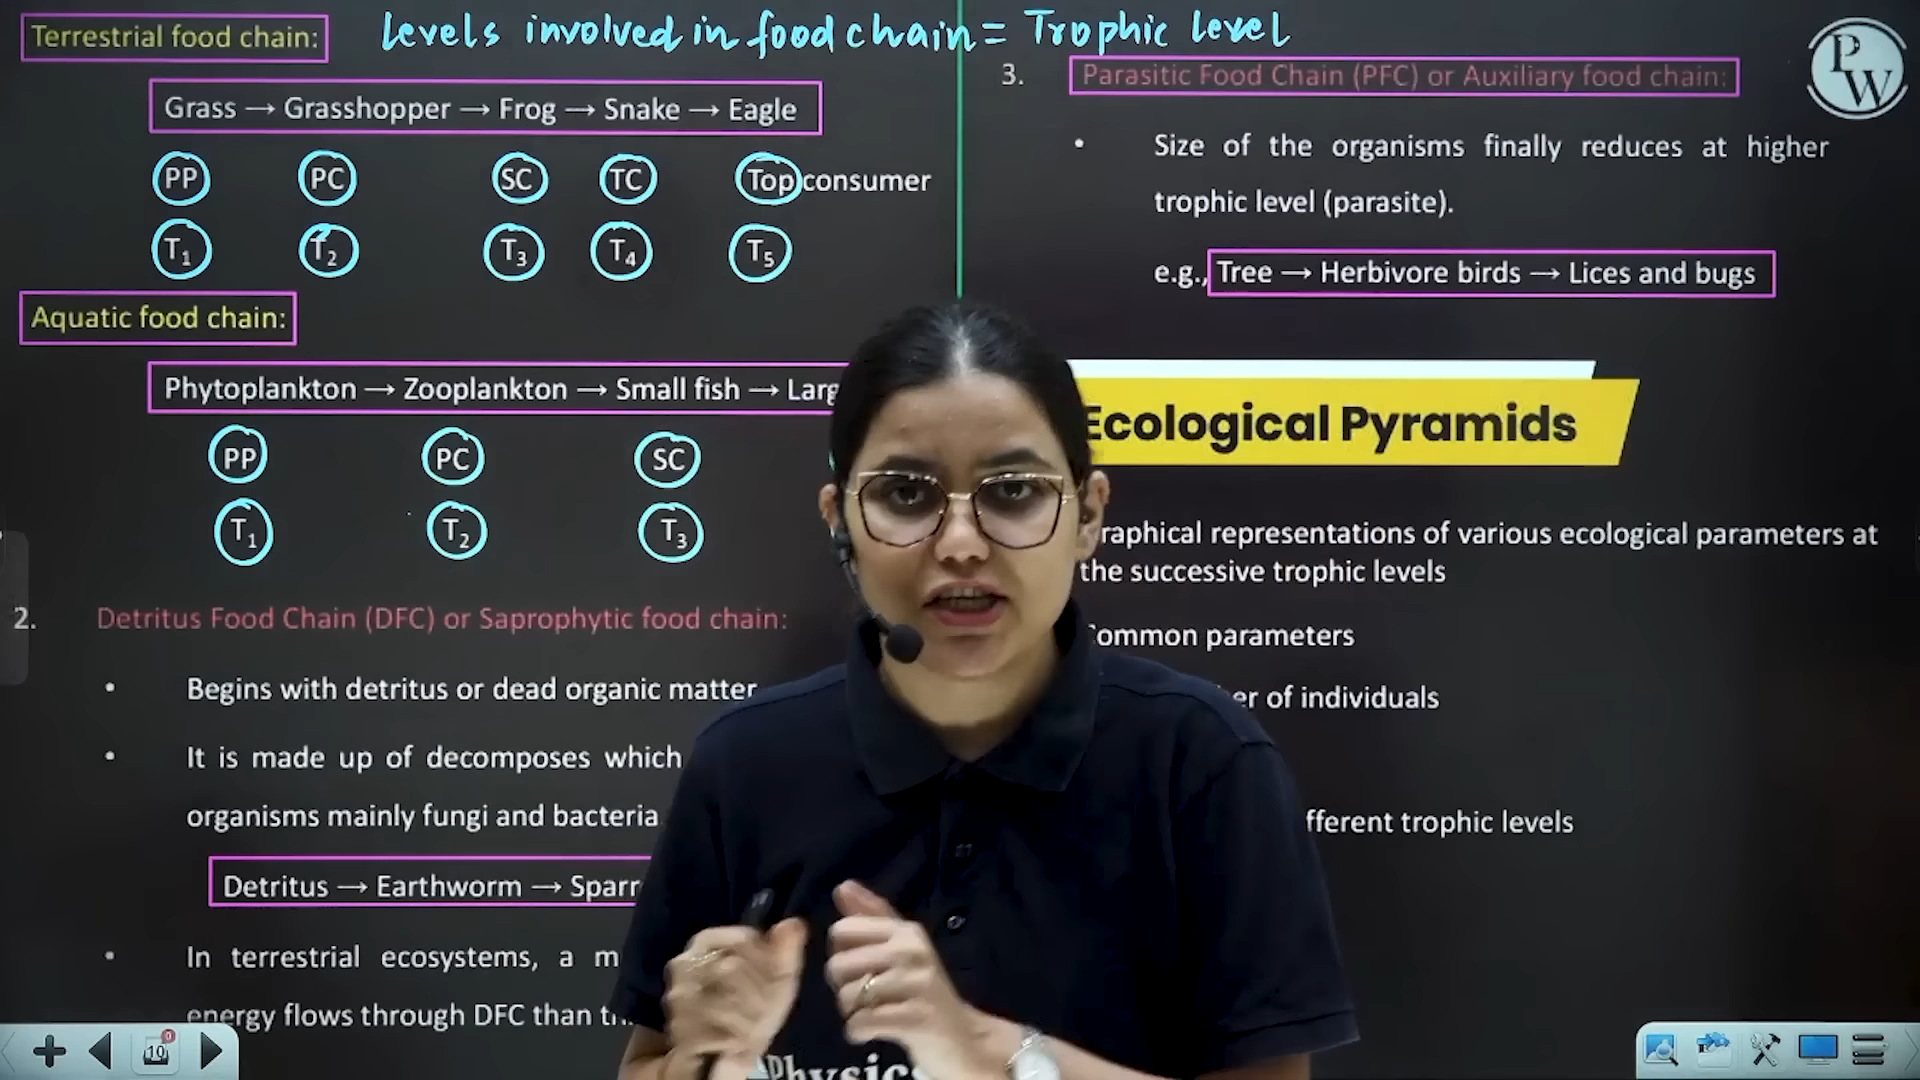 Terrestrial food chain:
Levels involved in food chain = Trophic level
Grass → Grasshopper → Frog → Snake → Eagle
PP PC SC TC Top consumer
T1 T2 T3 T4 T5
Aquatic food chain:
Phytoplankton → Zooplankton → Small fish →
PP PC SC
T1 T2 T3
2. Detritus Food Chain (DFC) or Saprophytic food chain:
• Begins with detritus or dead organic matter
• It is made up of decomposes which
organisms mainly fungi and bacteria
Detritus → Earthworm →
• In terrestrial ecosystems, a
energy flows through DFC than
3. Parasitic Food Chain (PFC) or Auxiliary food chain:
• Size of the organisms finally reduces at higher
trophic level (parasite).
e.g., Tree → Herbivore birds → Lices and bugs
Ecological Pyramids
representations of various ecological parameters at
the successive trophic levels
parameters
of individuals
trophic levels
PW
10
Physics